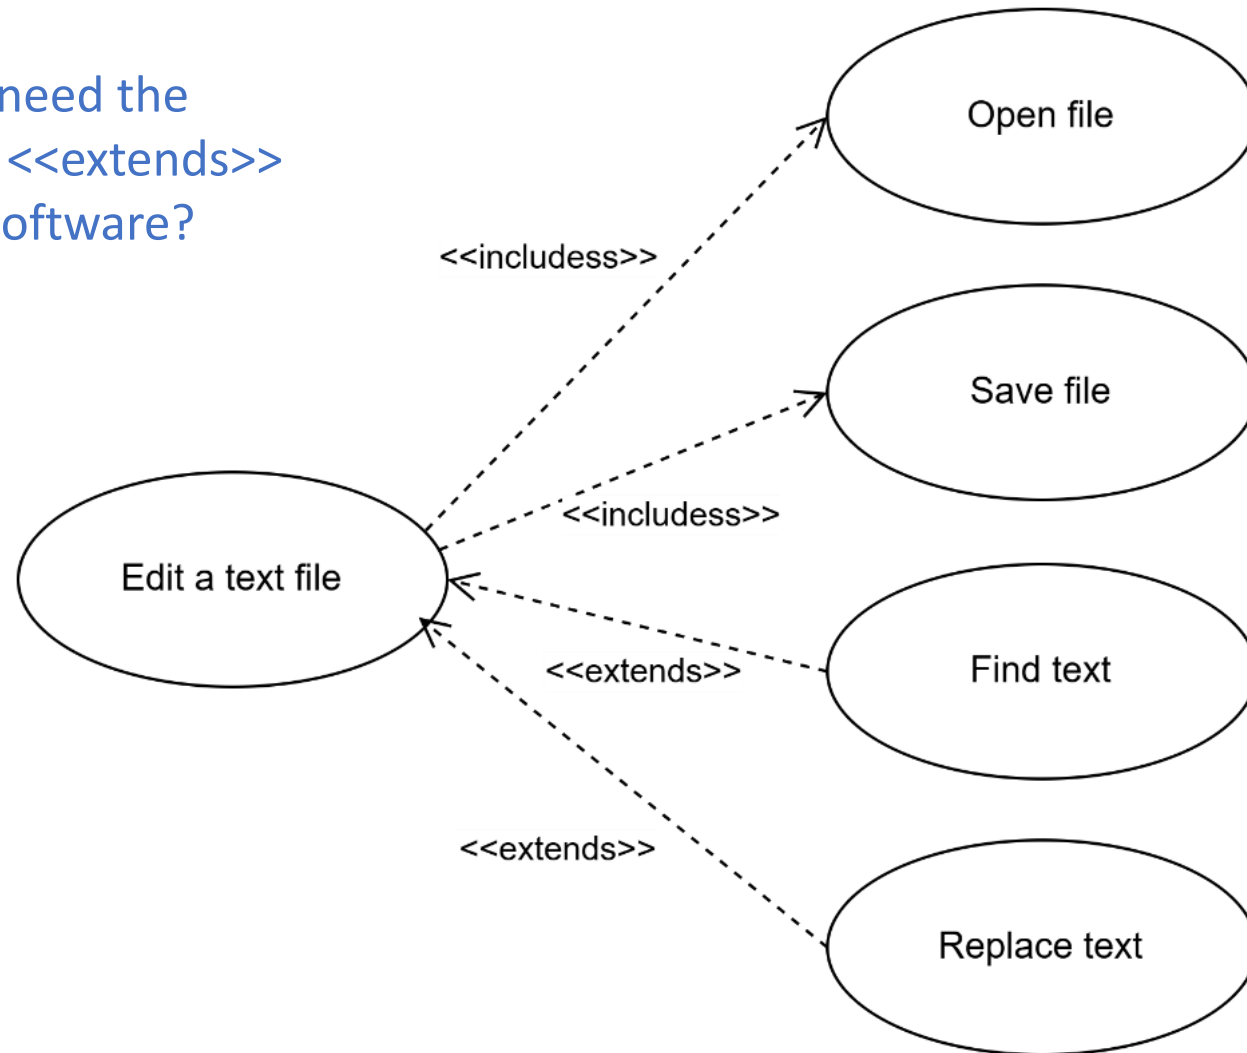 need the
<<extends>>
oftware?
Open file
<<includess>>
Save file
<<includess>>
Edit a text file
Find text
<<extends>>
<<extends>>
Replace text